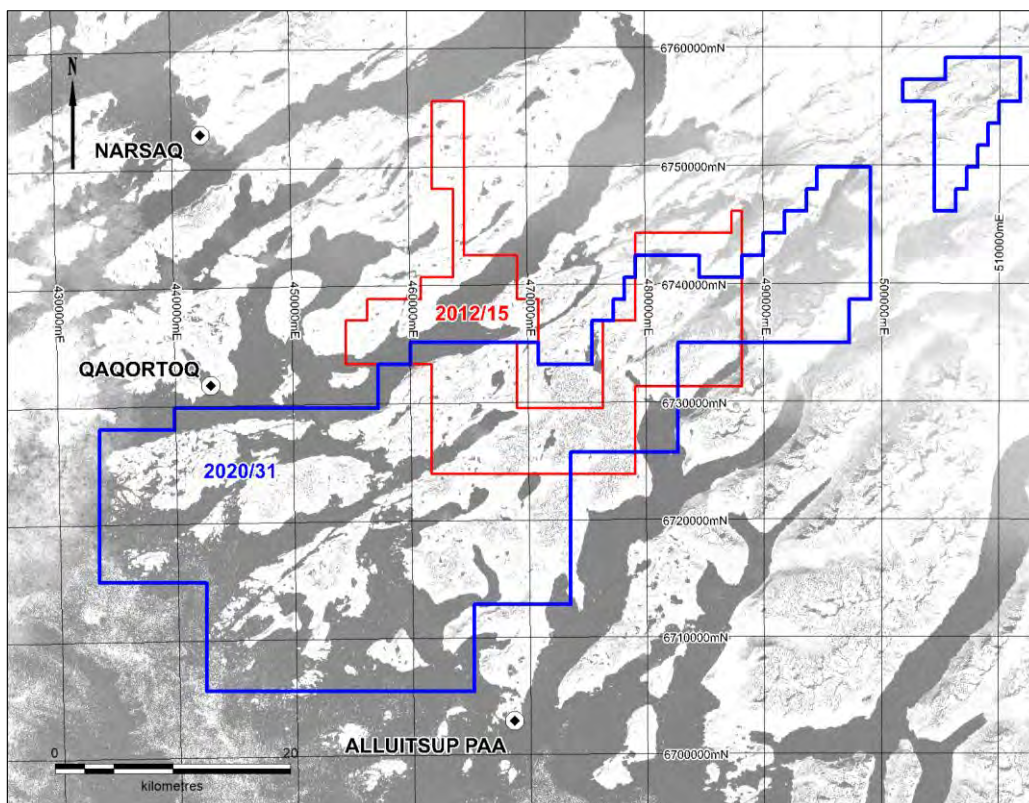 6760000mN
N
NARSAQ
6750000mN
510000mE
430000mE
440000mE
450000mE
460000mE
470000mE
480000mE
490000mE
500000mE
6740000mN
2012/15
QAQORTOQ
6730000mN
2020/31
6720000mN
6710000mN
ALLUITSUP PAA
6700000mN
0 20
kilometres